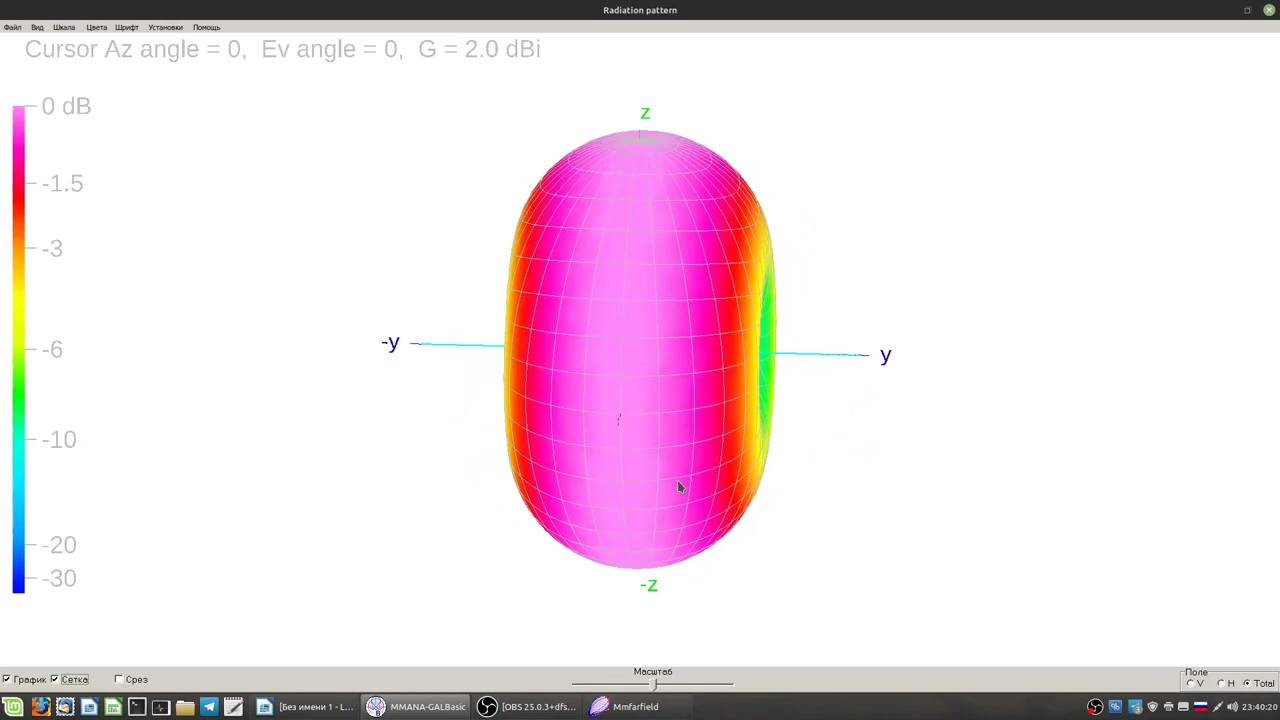 Radiation pattern
Файл Вид Шкала Цвета Шрифт Установки Помощь
Cursor Az angle = 0, Ev angle = 0, G = 2.0 dBi
0 dB
-1.5
-3
-6
-10
-20
-30
z
-y
y
-z
График Сетка Срез
Масштаб
Поле
V H Total
[Без имени 1 - L... MMANA-GALBasic [OBS 25.0.3+dfs... Mmfarfield 23:40:20